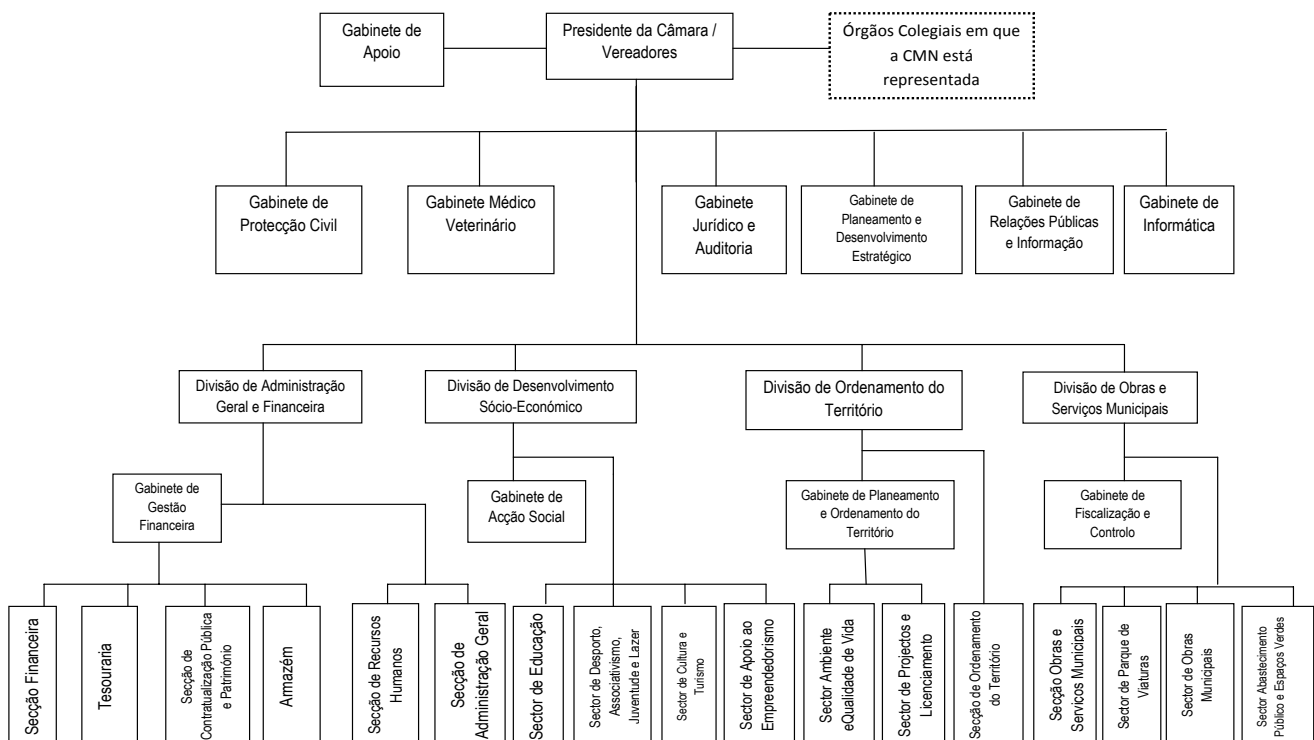 Gabinete de
Apoio
Presidente da Câmara /
Vereadores
Órgãos Colegiais em que
a CMN está
representada
Gabinete de
Protecção Civil
Gabinete Médico
Veterinário
Gabinete
Jurídico e
Auditoria
Gabinete de
Planeamento e
Desenvolvimento
Estratégico
Gabinete de
Relações Públicas
e Informação
Gabinete de
Informática
Divisão de Administração
Geral e Financeira
Divisão de Desenvolvimento
Sócio-Económico
Divisão de Ordenamento do
Território
Divisão de Obras e
Serviços Municipais
Gabinete de
Gestão
Financeira
Gabinete de
Acção Social
Gabinete de Planeamento
e Ordenamento do
Território
Gabinete de
Fiscalização e
Controlo
Secção Financeira
Tesouraria
Secção de
Contratualização Pública
e Património
Armazém
Secção de Recursos
Humanos
Secção de
Administração Geral
Sector de Educação
Sector de Desporto,
Associativismo,
Juventude e Lazer
Sector de Cultura e
Turismo
Sector de Apoio ao
Empreendedorismo
Sector Ambiente
eQualidade de Vida
Sector de Projectos e
Licenciamento
Secção de Ordenamento
do Território
Secção Obras e
Serviços Municipais
Sector de Parque de
Viaturas
Sector de Obras
Municipais
Sector Abastecimento
Público e Espaços Verdes